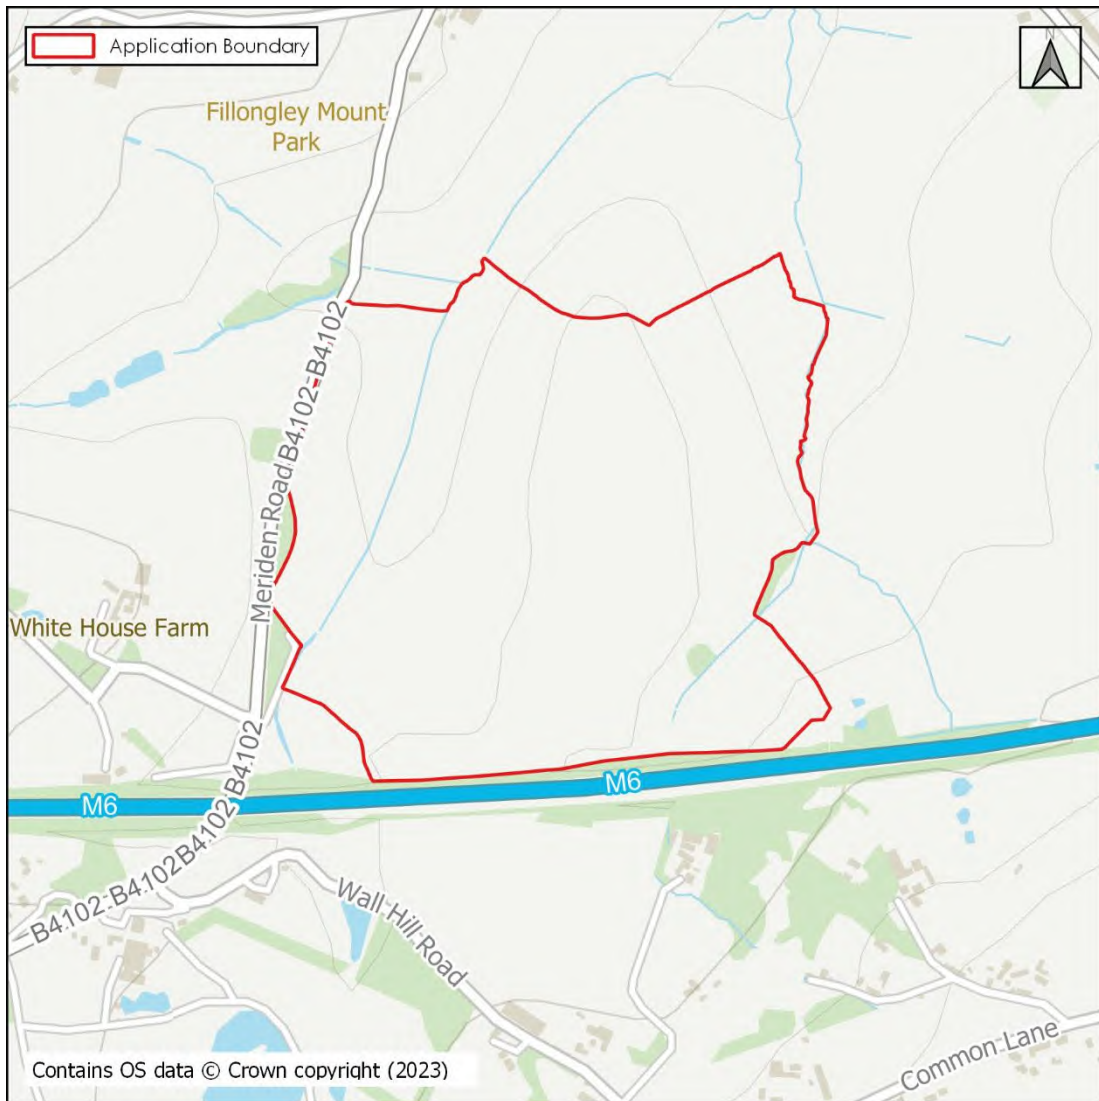 Application Boundary
N
Fillongley Mount
Park
B4102
B4102
Meriden Road
White House Farm
B4102
B4102
M6
M6
B4102
B4102
Wall Hill Road
Common Lane
Contains OS data © Crown copyright (2023)